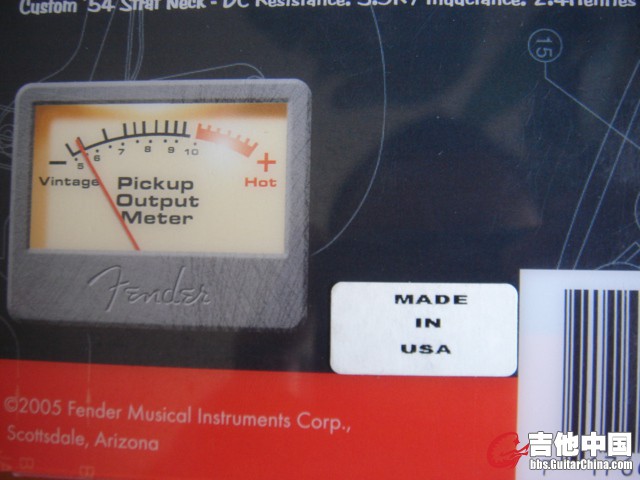 Custom '54 Strat Neck - DC Resistance: 5.9K / Inductance: 2.4Henries
15
5 6 7 8 9 10
Vintage
Hot
Pickup
Output
Meter
Fender
MADE
IN
USA
©2005 Fender Musical Instruments Corp.,
Scottsdale, Arizona
吉他中国
bbs.GuitarChina.com